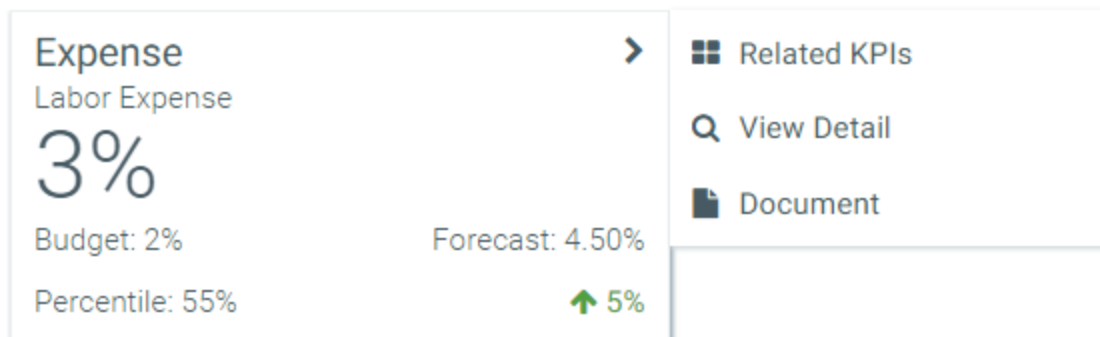 Expense
Labor Expense
3%
Budget: 2%
Forecast: 4.50%
Percentile: 55%
5%
Related KPIs
View Detail
Document